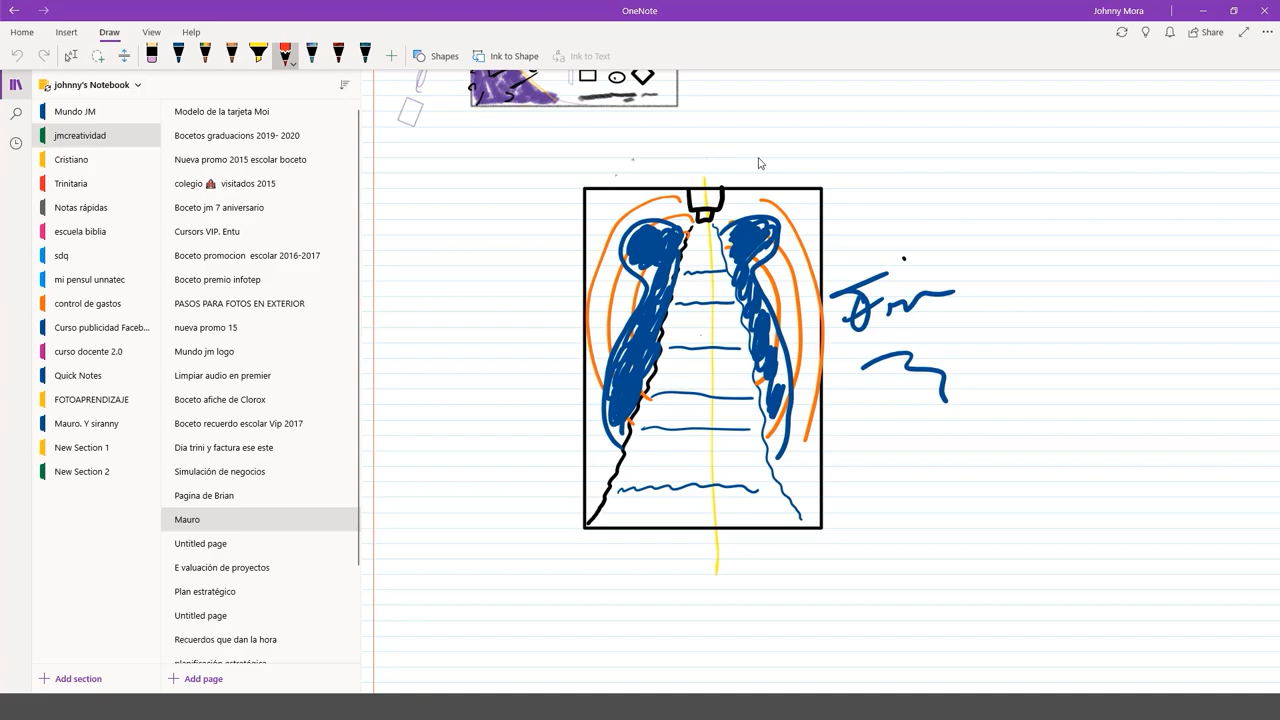 OneNote
Johnny Mora
Home
Insert
Draw
View
Help
Share
Shapes
Ink to Shape
Ink to Text
johnny's Notebook
Mundo JM
jmcreatividad
Cristiano
Trinitaria
Notas rápidas
escuela biblia
sdq
mi pensul unnatec
control de gastos
Curso publicidad Faceb...
curso docente 2.0
Quick Notes
FOTOAPRENDIZAJE
Mauro. Y siranny
New Section 1
New Section 2
Add section
Modelo de la tarjeta Moi
Bocetos graduacions 2019- 2020
Nueva promo 2015 escolar boceto
colegio 🏫 visitados 2015
Boceto jm 7 aniversario
Cursors VIP. Entu
Boceto promocion escolar 2016-2017
Boceto premio infotep
PASOS PARA FOTOS EN EXTERIOR
nueva promo 15
Mundo jm logo
Limpiar audio en premier
Boceto afiche de Clorox
Boceto recuerdo escolar Vip 2017
Dia trini y factura ese este
Simulación de negocios
Pagina de Brian
Mauro
Untitled page
E valuación de proyectos
Plan estratégico
Untitled page
Recuerdos que dan la hora
planificación estratégica
Add page